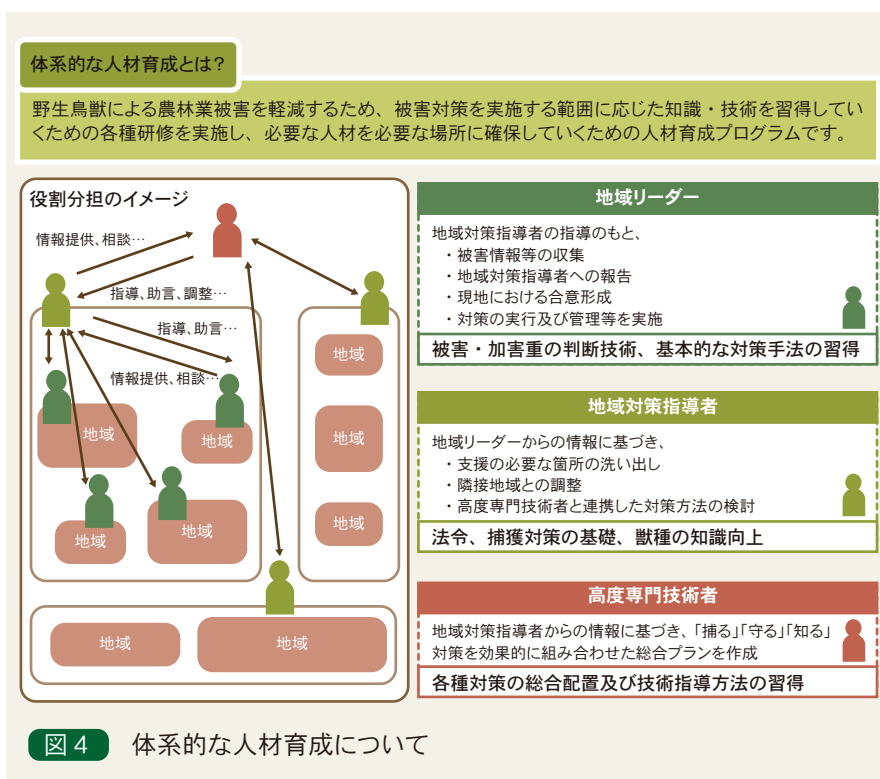 体系的な人材育成とは?
野生鳥獣による農林業被害を軽減するため、被害対策を実施する範囲に応じた知識・技術を習得してい
くための各種研修を実施し、必要な人材を必要な場所に確保していくための人材育成プログラムです。
役割分担のイメージ
情報提供、相談…
指導、助言、調整…
指導、助言…
情報提供、相談…
地域
地域
地域
地域
地域
地域
地域
地域
地域
地域リーダー
地域対策指導者の指導のもと、
・被害情報等の収集
・地域対策指導者への報告
・現地における合意形成
・対策の実行及び管理等を実施
被害・加害重の判断技術、基本的な対策手法の習得
地域対策指導者
地域リーダーからの情報に基づき、
・支援の必要な箇所の洗い出し
・隣接地域との調整
・高度専門技術者と連携した対策方法の検討
法令、捕獲対策の基礎、獣種の知識向上
高度専門技術者
地域対策指導者からの情報に基づき、「捕る」「守る」「知る」
対策を効果的に組み合わせた総合プランを作成
各種対策の総合配置及び技術指導方法の習得
図4 体系的な人材育成について